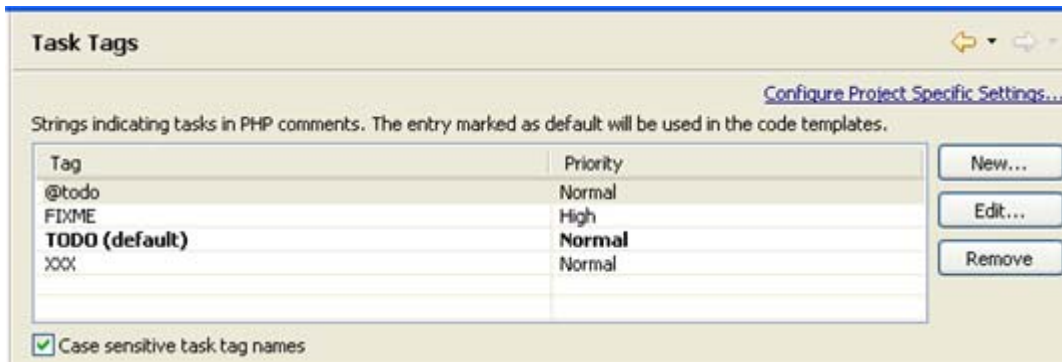 Task Tags
Configure Project Specific Settings...
Strings indicating tasks in PHP comments. The entry marked as default will be used in the code templates.
Tag Priority
@todo Normal
FIXME High
TODO (default) Normal
XXX Normal
New...
Edit...
Remove
Case sensitive task tag names